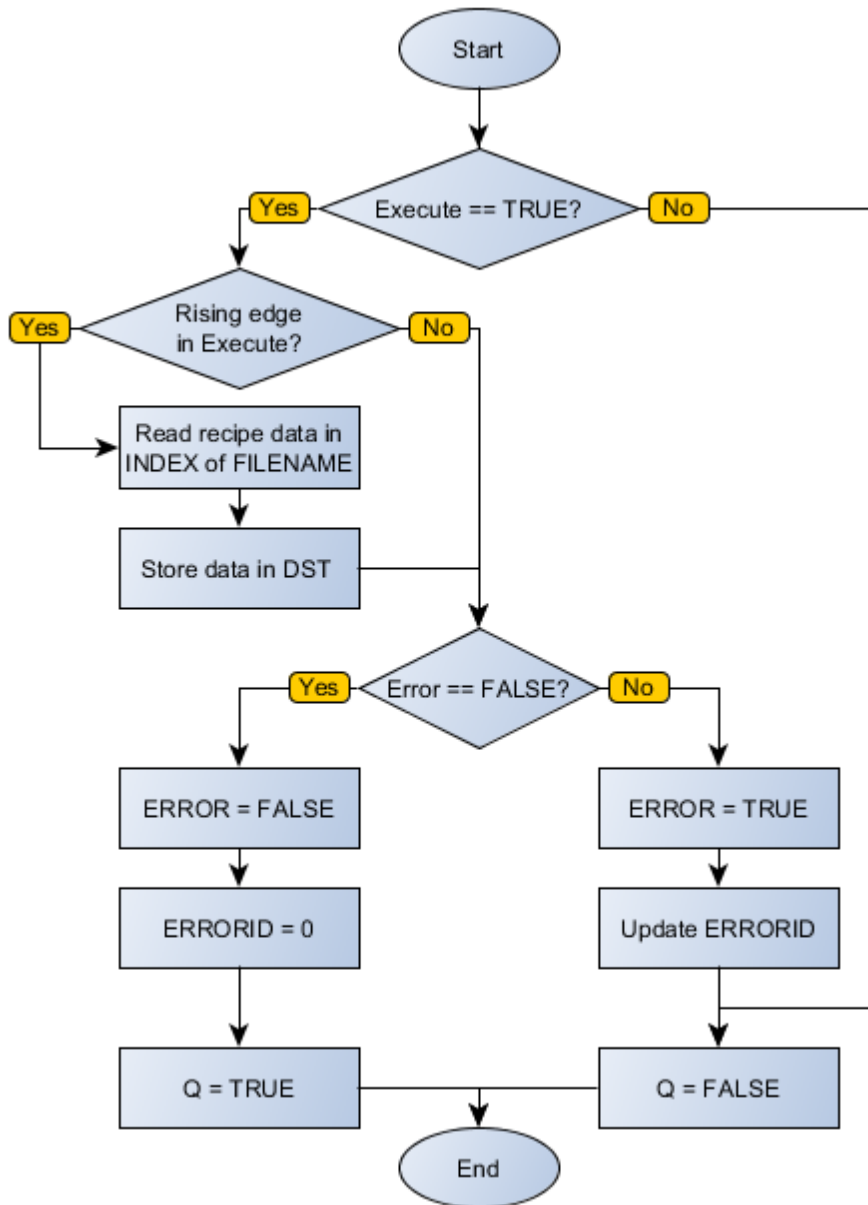 Start
Execute == TRUE?
Yes
No
Rising edge
in Execute?
Yes
No
Read recipe data in
INDEX of FILENAME
Store data in DST
Error == FALSE?
Yes
No
ERROR = FALSE
ERROR = TRUE
ERRORID = 0
Update ERRORID
Q = TRUE
Q = FALSE
End